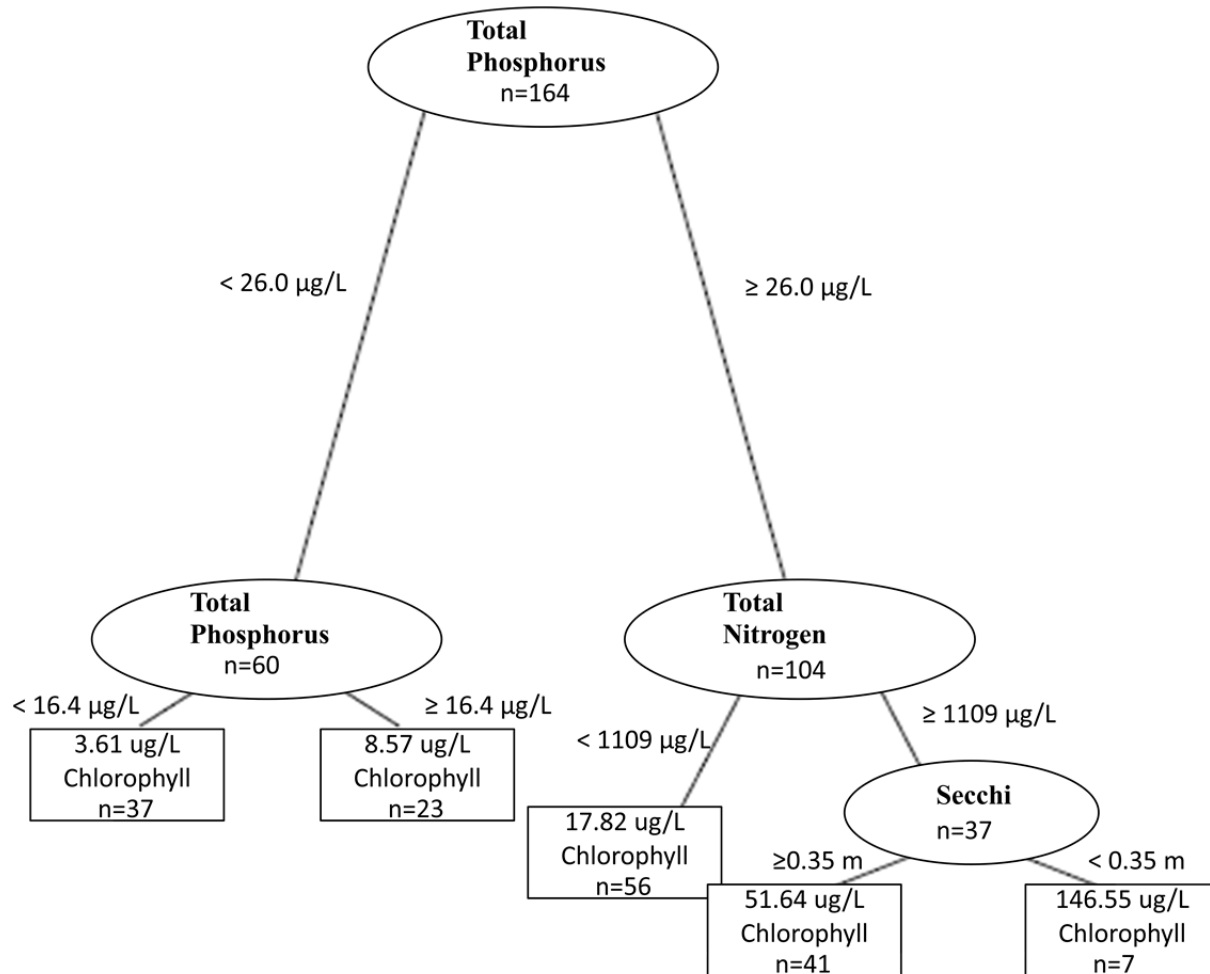 Total
Phosphorus
n=164
< 26.0 µg/L
≥ 26.0 µg/L
Total
Phosphorus
n=60
Total
Nitrogen
n=104
< 16.4 µg/L
≥ 16.4 µg/L
< 1109 µg/L
≥ 1109 µg/L
3.61 ug/L
Chlorophyll
n=37
8.57 ug/L
Chlorophyll
n=23
17.82 ug/L
Chlorophyll
n=56
Secchi
n=37
≥0.35 m
< 0.35 m
51.64 ug/L
Chlorophyll
n=41
146.55 ug/L
Chlorophyll
n=7